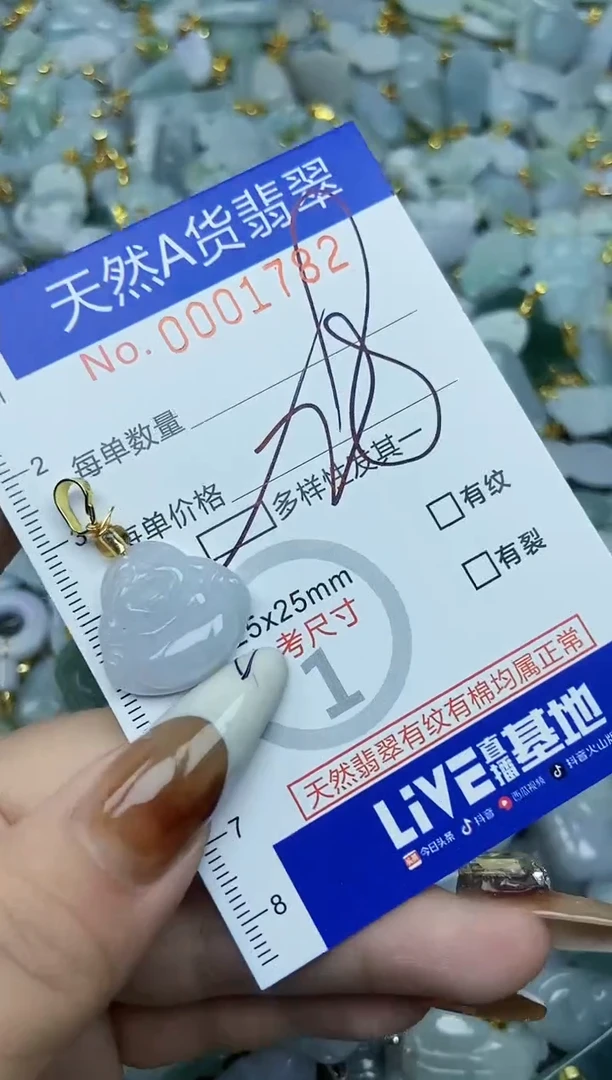 天然A货翡翠
No. 0001782
2 每单数量
3 每单价格
多样性及其一
有纹
有裂
5x25mm
考尺寸
1
天然翡翠有纹有棉均属正常
LiVE直播基地
今日头条 抖音 西瓜视频 抖音火山版
7
8